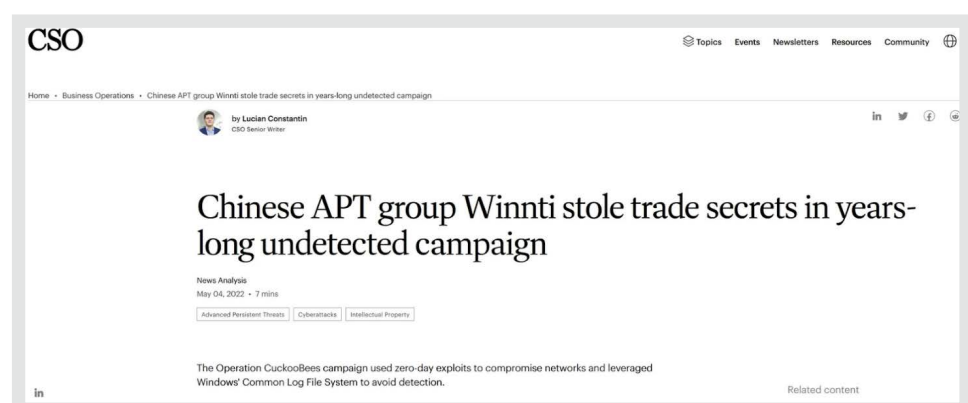 CSO
Topics Events Newsletters Resources Community
Home • Business Operations • Chinese APT group Winnti stole trade secrets in years-long undetected campaign
by Lucian Constantin
CSO Senior Writer
in
Chinese APT group Winnti stole trade secrets in years-
long undetected campaign
News Analysis
May 04, 2022 • 7 mins
Advanced Persistent Threats Cyberattacks Intellectual Property
The Operation CuckooBees campaign used zero-day exploits to compromise networks and leveraged
Windows' Common Log File System to avoid detection.
in
Related content